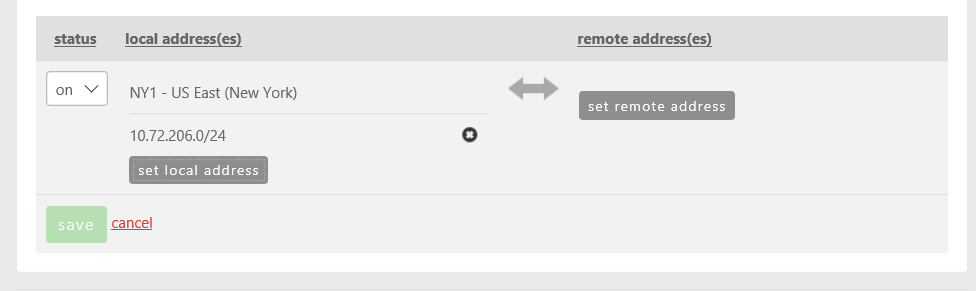 status local address(es) remote address(es)
on NY1 - US East (New York) set remote address
10.72.206.0/24
set local address
save cancel